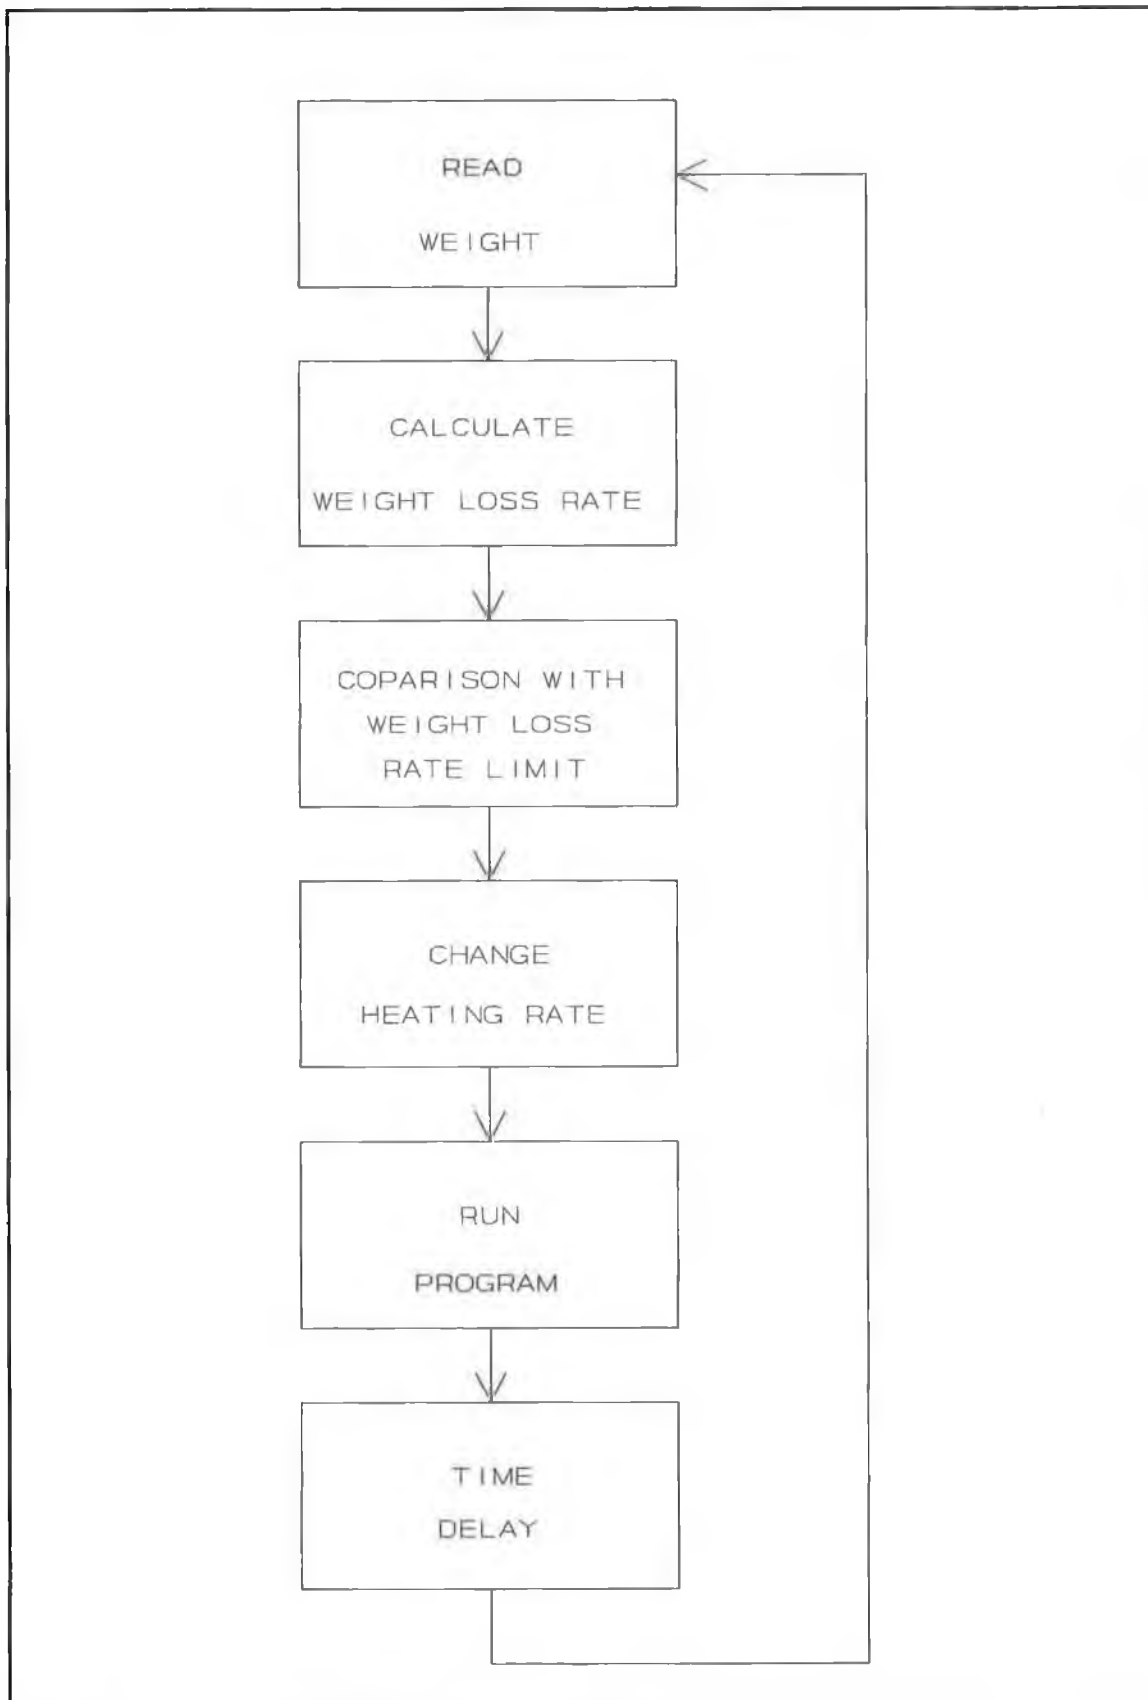 READ
WEIGHT
CALCULATE
WEIGHT LOSS RATE
COPARISON WITH
WEIGHT LOSS
RATE LIMIT
CHANGE
HEATING RATE
RUN
PROGRAM
TIME
DELAY